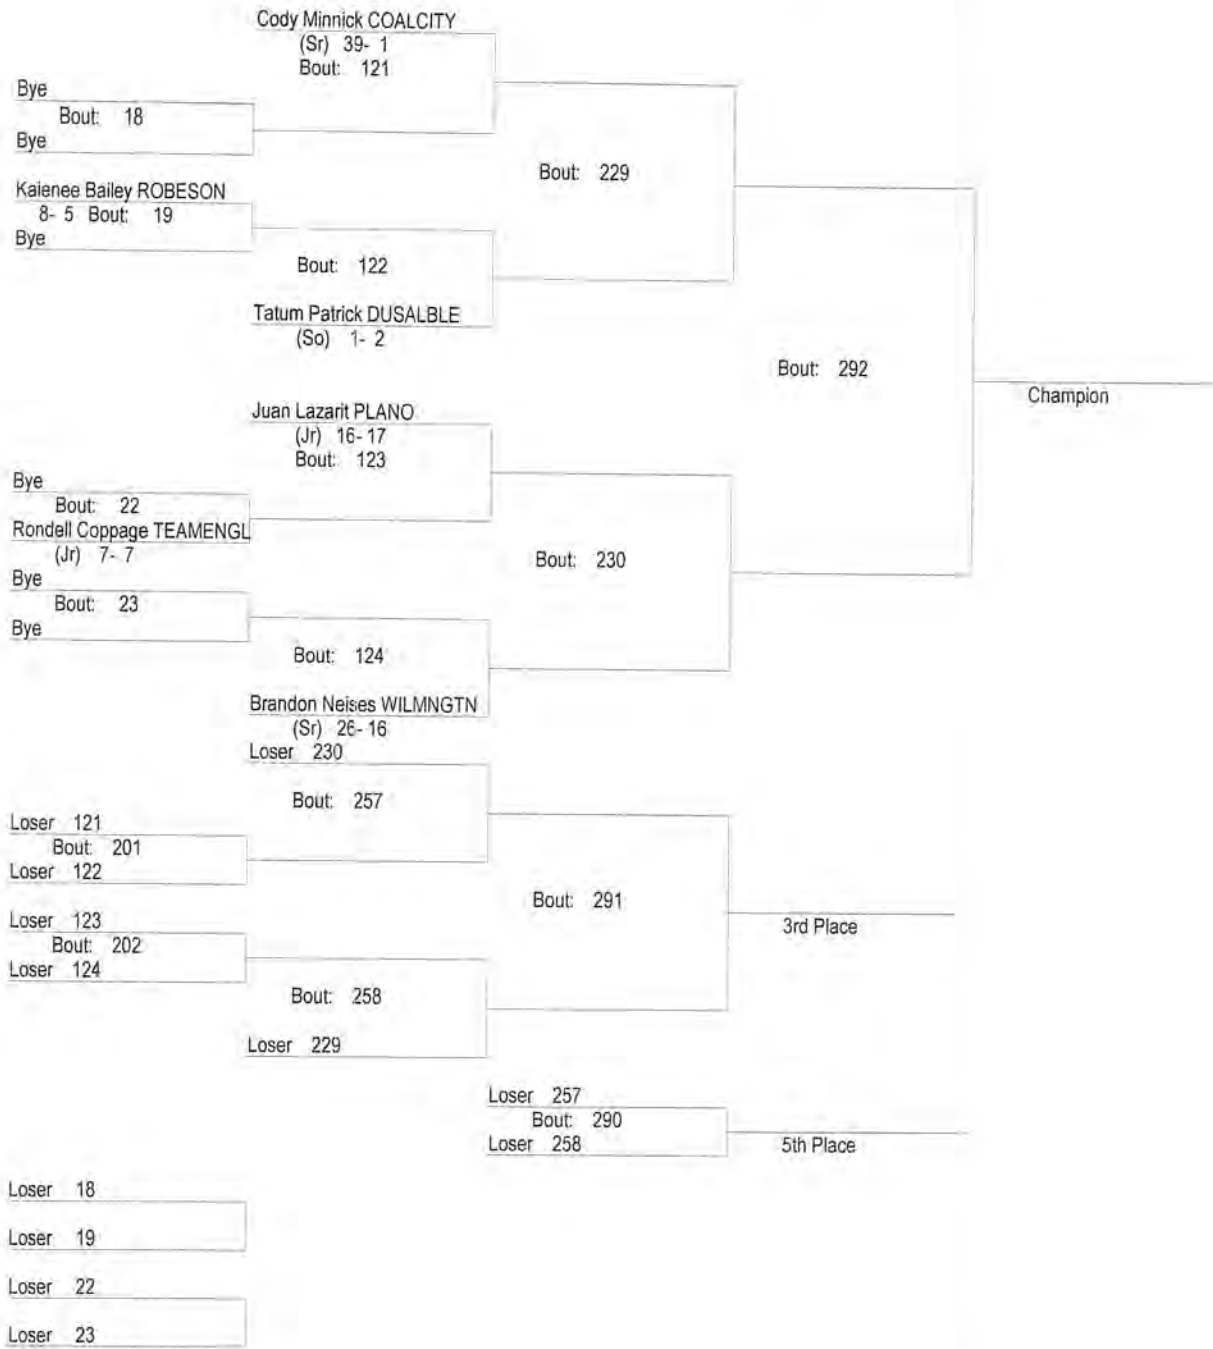 Cody Minnick COALCITY
(Sr) 39- 1
Bout: 121
Bye
Bout: 18
Bye
Bout: 229
Kaienee Bailey ROBESON
8- 5 Bout: 19
Bye
Bout: 122
Tatum Patrick DUSALBLE
(So) 1- 2
Bout: 292
Champion
Juan Lazarit PLANO
(Jr) 16- 17
Bout: 123
Bye
Bout: 22
Rondell Coppage TEAMENGL
(Jr) 7- 7
Bout: 230
Bye
Bout: 23
Bye
Bout: 124
Brandon Neises WILMNGTN
(Sr) 26- 16
Loser 230
Bout: 257
Loser 121
Bout: 201
Loser 122
Bout: 291
Loser 123
3rd Place
Bout: 202
Loser 124
Bout: 258
Loser 229
Loser 257
Bout: 290
Loser 258
5th Place
Loser 18
Loser 19
Loser 22
Loser 23